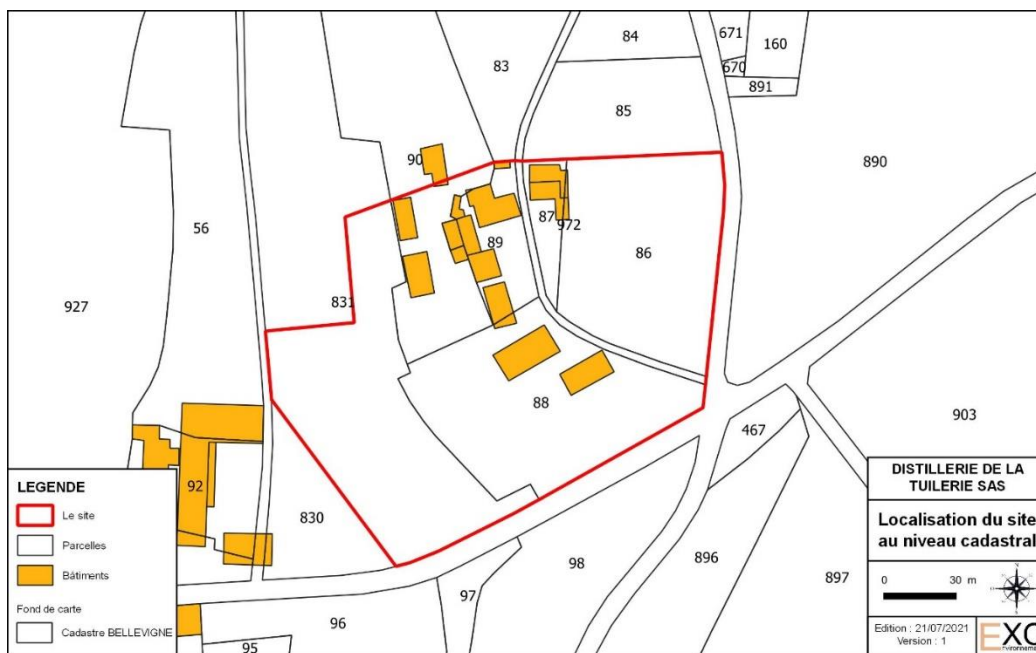 84
671
160
83
670
891
85
90
890
56
87
972
89
86
831
927
88
903
467
92
830
98
896
897
97
96
95
LEGENDE
Le site
Parcelles
Bâtiments
Fond de carte
Cadastre BELLEVIGNE
DISTILLERIE DE LA
TUILERIE SAS
Localisation du site
au niveau cadastral
0 30 m
Edition : 21/07/2021
Version : 1
EXO